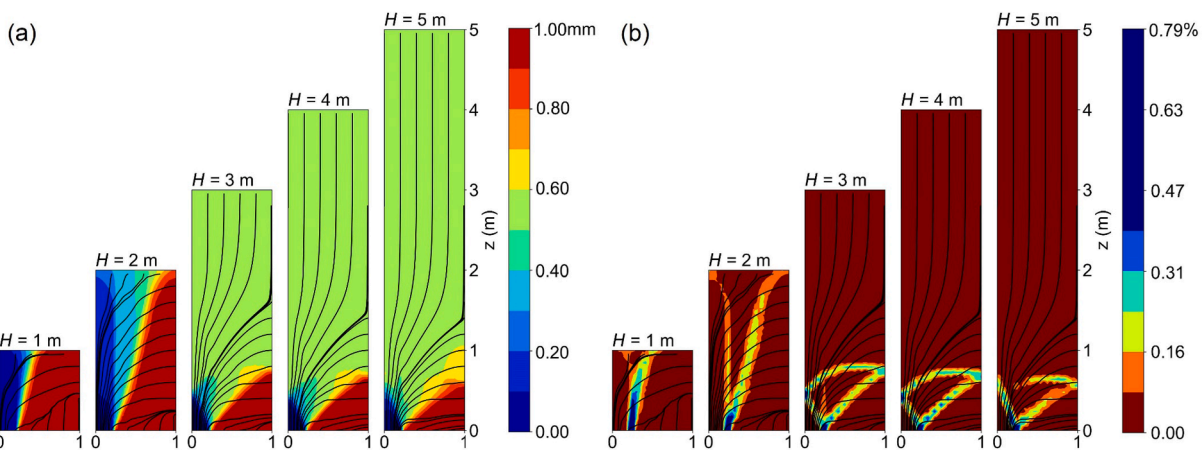 (a)
H = 5 m
H = 4 m
H = 3 m
H = 2 m
H = 1 m
5
4
3
2
1
0
z (m)
0 1 0 1 0 1 0 1 0 1
1.00mm
0.80
0.60
0.40
0.20
0.00
(b)
H = 5 m
H = 4 m
H = 3 m
H = 2 m
H = 1 m
5
4
3
2
1
0
z (m)
0 1 0 1 0 1 0 1 0 1
0.79%
0.63
0.47
0.31
0.16
0.00